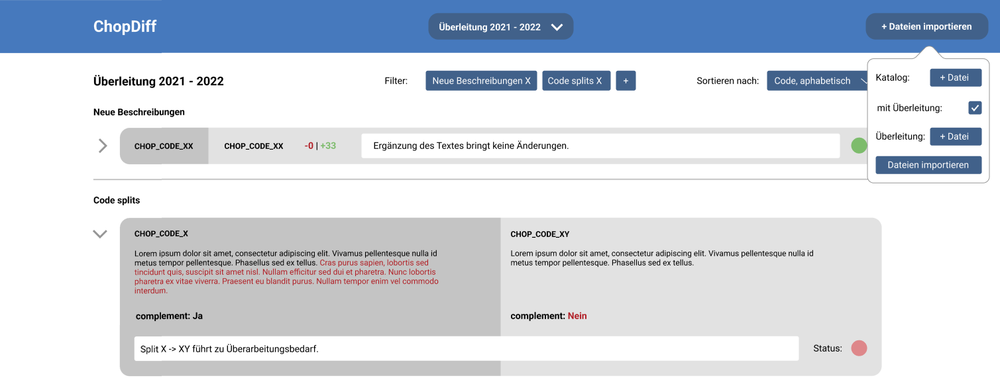 ChopDiff
Überleitung 2021 - 2022
+ Dateien importieren
Überleitung 2021 - 2022
Filter:
Neue Beschreibungen X
Code splits X
+
Sortieren nach:
Code, aphabetisch
Katalog:
+ Datei
mit Überleitung:
Überleitung:
+ Datei
Dateien importieren
Neue Beschreibungen
CHOP_CODE_XX
CHOP_CODE_XX
-0 | +33
Ergänzung des Textes bringt keine Änderungen.
Code splits
CHOP_CODE_X
Lorem ipsum dolor sit amet, consectetur adipiscing elit. Vivamus pellentesque nulla id
metus tempor pellentesque. Phasellus sed ex tellus. Cras purus sapien, lobortis sed
tincidunt quis, suscipit sit amet nisl. Nullam efficitur sed dui et pharetra. Nunc lobortis
pharetra ex vitae viverra. Praesent eu blandit purus. Nullam tempor enim vel commodo
interdum.
complement: Ja
CHOP_CODE_XY
Lorem ipsum dolor sit amet, consectetur adipiscing elit. Vivamus pellentesque nulla id
metus tempor pellentesque. Phasellus sed ex tellus.
complement: Nein
Split X -> XY führt zu Überarbeitungsbedarf.
Status: